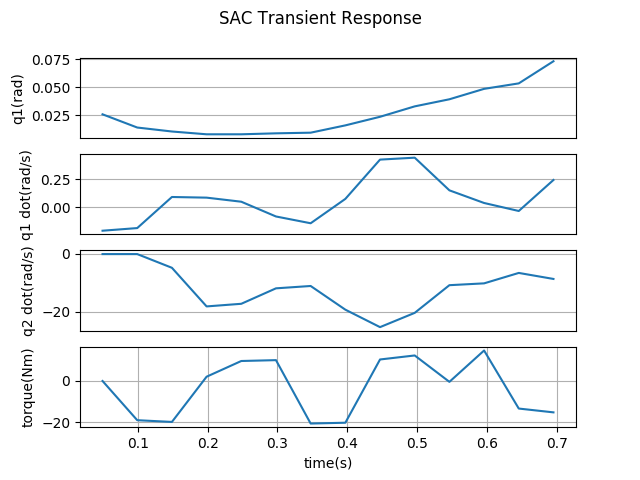 SAC Transient Response
0.075
0.050
0.025
q1(rad)
0.25
0.00
q1 dot(rad/s)
0
−20
q2 dot(rad/s)
0
−20
torque(Nm)
0.1 0.2 0.3 0.4 0.5 0.6 0.7
time(s)